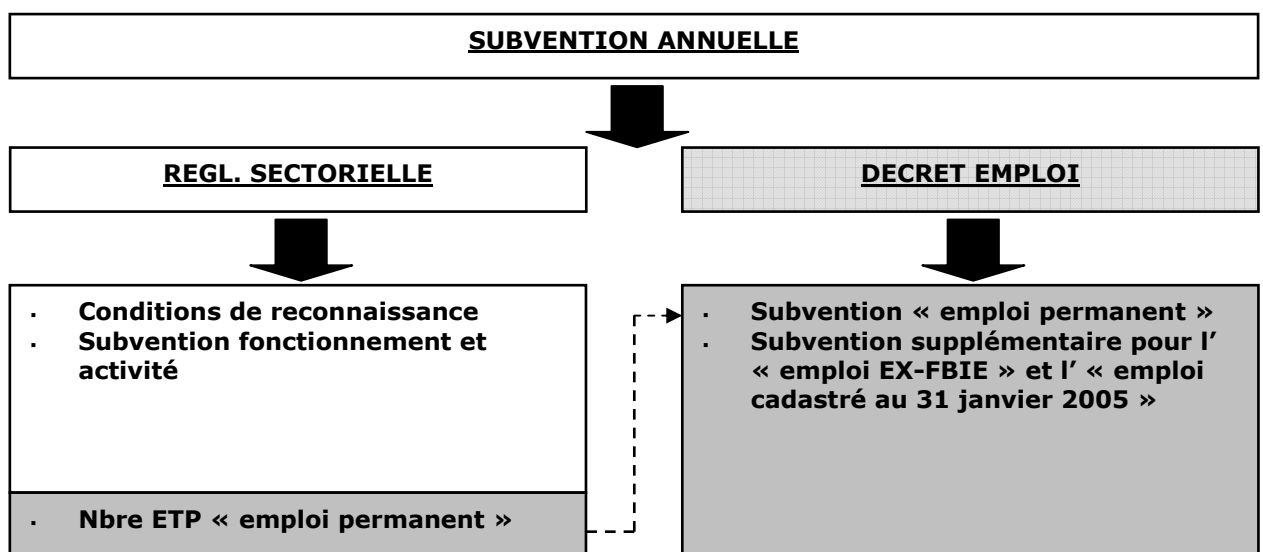 SUBVENTION ANNUELLE
REGL. SECTORIELLE
DECRET EMPLOI
· Conditions de reconnaissance
· Subvention fonctionnement et
activité
· Nbre ETP « emploi permanent »
· Subvention « emploi permanent »
· Subvention supplémentaire pour l’
« emploi EX-FBIE » et l’ « emploi
cadastré au 31 janvier 2005 »